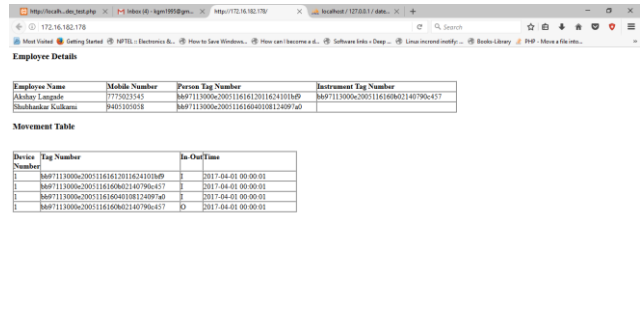 http://localh...dec_test.php
Inbox (4) - 
http://172.16.182.178/
localhost / 127.0.0.1 / date...
172.16.182.178
Search
Most Visited Getting Started NPTEL :: Electronics &... How to Save Windows... How can I become a d... Software links » Deep ... Linux incrond inotify: ... Books-Library PHP - Move a file into...
Employee Details
Employee Name Mobile Number Person Tag Number Instrument Tag Number
Akshay Langade 7775023545 bb97113000e20051161612011624101bf9 bb97113000e2005116160b02140790c457
Shubhankar Kulkarni 9405105058 bb97113000e2005116164040108124097a0
Movement Table
Device Number Tag Number In-Out Time
1 bb97113000e20051161612011624101bf9 I 2017-04-01 00:00:01
1 bb97113000e2005116160b02140790c457 I 2017-04-01 00:00:01
1 bb97113000e2005116164040108124097a0 I 2017-04-01 00:00:01
1 bb97113000e2005116160b02140790c457 O 2017-04-01 00:00:01